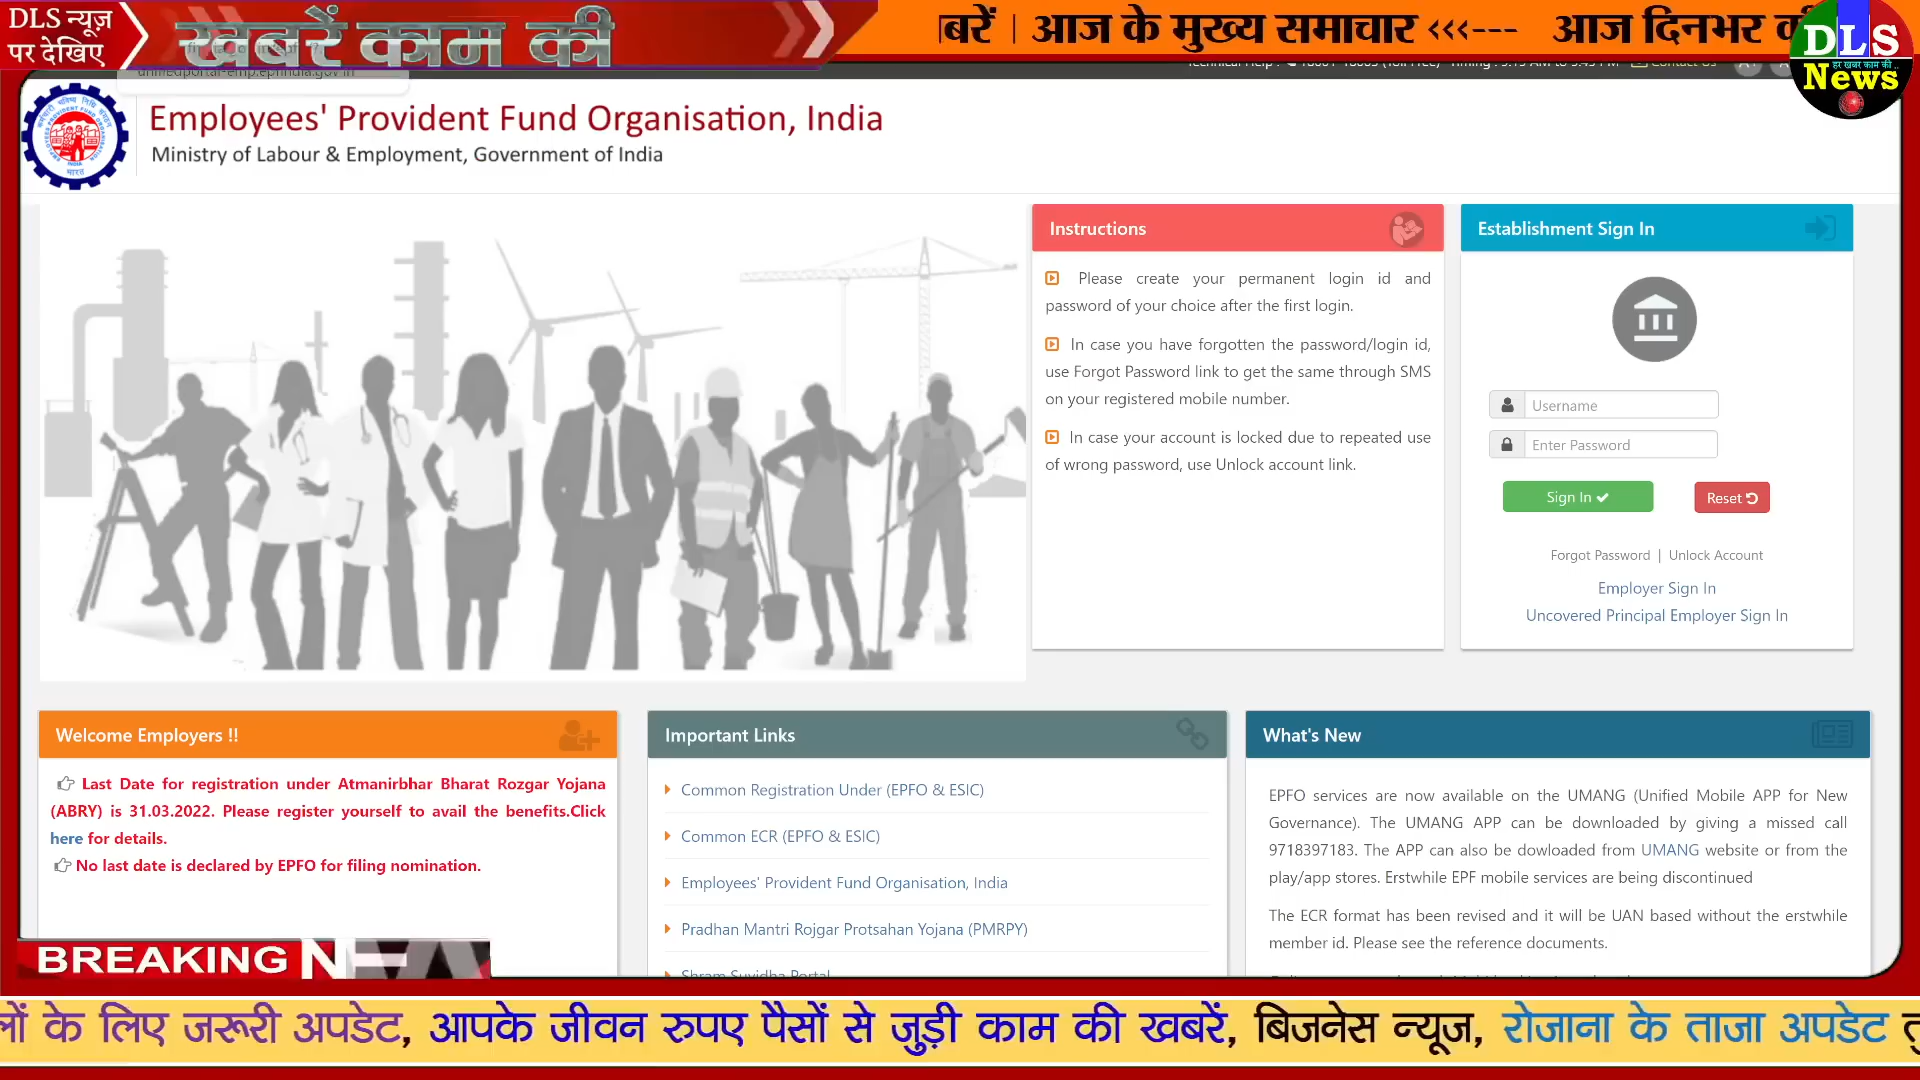 DLS न्यूज़
पर देखिए
खबरें काम की
बरें | आज के मुख्य समाचार <<<--- आज दिनभर की
DLS
हर खबर काम की..
News
unifiedportal-emp.epfindia.gov.in
Contact Us
Employees' Provident Fund Organisation, India
Ministry of Labour & Employment, Government of India
Instructions
Please create your permanent login id and
password of your choice after the first login.
In case you have forgotten the password/login id,
use Forgot Password link to get the same through SMS
on your registered mobile number.
In case your account is locked due to repeated use
of wrong password, use Unlock account link.
Establishment Sign In
Username
Enter Password
Sign In
Reset
Forgot Password | Unlock Account
Employer Sign In
Uncovered Principal Employer Sign In
Welcome Employers !!
Last Date for registration under Atmanirbhar Bharat Rozgar Yojana
(ABRY) is 31.03.2022. Please register yourself to avail the benefits.Click
here for details.
No last date is declared by EPFO for filing nomination.
Important Links
Common Registration Under (EPFO & ESIC)
Common ECR (EPFO & ESIC)
Employees' Provident Fund Organisation, India
Pradhan Mantri Rojgar Protsahan Yojana (PMRPY)
Shram Suvidha Portal
What's New
EPFO services are now available on the UMANG (Unified Mobile APP for New
Governance). The UMANG APP can be downloaded by giving a missed call
9718397183. The APP can also be dowloaded from UMANG website or from the
play/app stores. Erstwhile EPF mobile services are being discontinued
The ECR format has been revised and it will be UAN based without the erstwhile
member id. Please see the reference documents.
BREAKING
लों के लिए जरूरी अपडेट, आपके जीवन रुपए पैसों से जुड़ी काम की खबरें, बिजनेस न्यूज, रोजाना के ताजा अपडेट